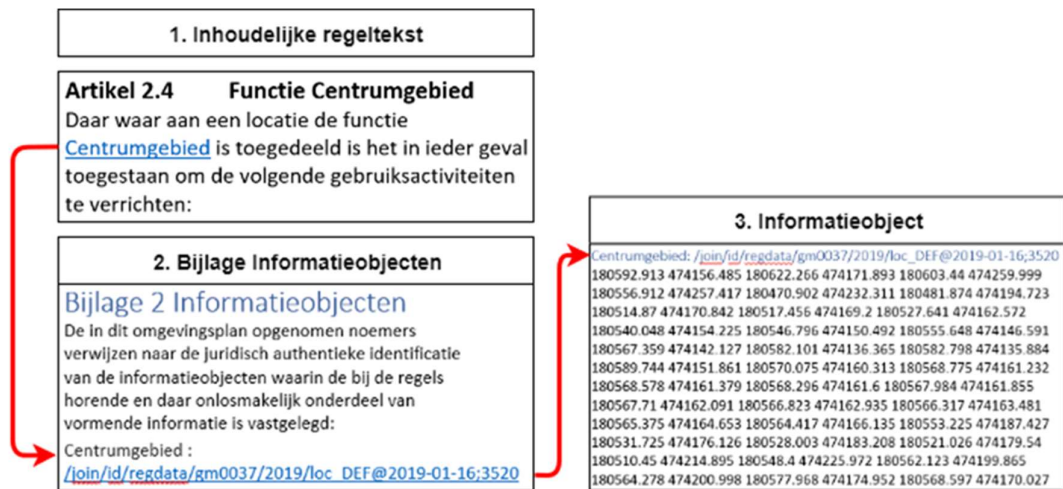 1. Inhoudelijke regeltekst
Artikel 2.4 Functie Centrumgebied
Daar waar aan een locatie de functie
Centrumgebied is toegedeeld is het in ieder geval
toegestaan om de volgende gebruiksactiviteiten
te verrichten:
2. Bijlage Informatieobjecten
Bijlage 2 Informatieobjecten
De in dit omgevingsplan opgenomen noemers
verwijzen naar de juridisch authentieke identificatie
van de informatieobjecten waarin de bij de regels
horende en daar onlosmakelijk onderdeel van
vormende informatie is vastgelegd:
Centrumgebied :
/join/id/regdata/gm0037/2019/loc_DEF@2019-01-16;3520
3. Informatieobject
Centrumgebied: /join/id/regdata/gm0037/2019/loc_DEF@2019-01-16;3520
180592.913 474156.485 180622.266 474171.893 180603.44 474259.999
180556.912 474257.417 180470.902 474232.311 180481.874 474194.723
180514.87 474170.842 180517.456 474169.2 180527.641 474162.572
180540.048 474154.225 180546.796 474150.492 180555.648 474146.591
180567.359 474142.127 180582.101 474136.365 180582.798 474135.884
180589.744 474151.861 180570.075 474160.313 180568.775 474161.232
180568.578 474161.379 180568.296 474161.6 180567.984 474161.855
180567.71 474162.091 180566.823 474162.935 180566.317 474163.481
180565.375 474164.653 180564.417 474166.135 180553.225 474187.427
180531.725 474176.126 180528.003 474183.208 180521.026 474179.54
180510.45 474214.895 180548.4 474225.972 180562.123 474199.865
180564.278 474200.998 180577.968 474174.952 180568.597 474170.027